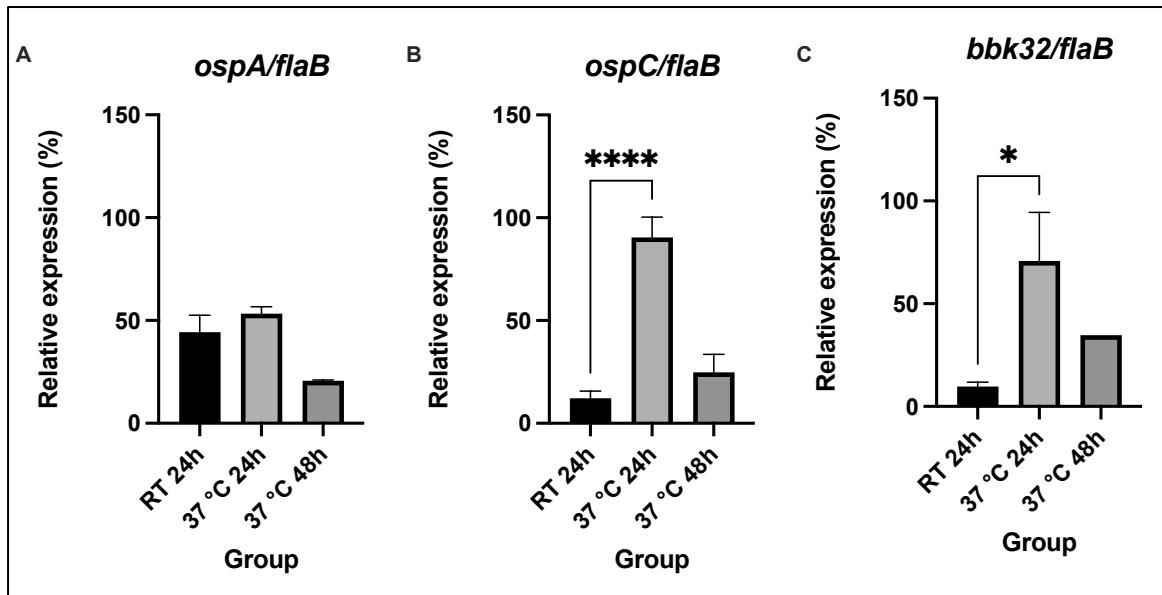 A
ospA/flaB
Relative expression (%)
150
100
50
0
RT 24h
37 °C 24h
37 °C 48h
Group
B
ospC/flaB
Relative expression (%)
150
100
50
0
****
RT 24h
37 °C 24h
37 °C 48h
Group
C
bbk32/flaB
Relative expression (%)
150
100
50
0
*
RT 24h
37 °C 24h
37 °C 48h
Group